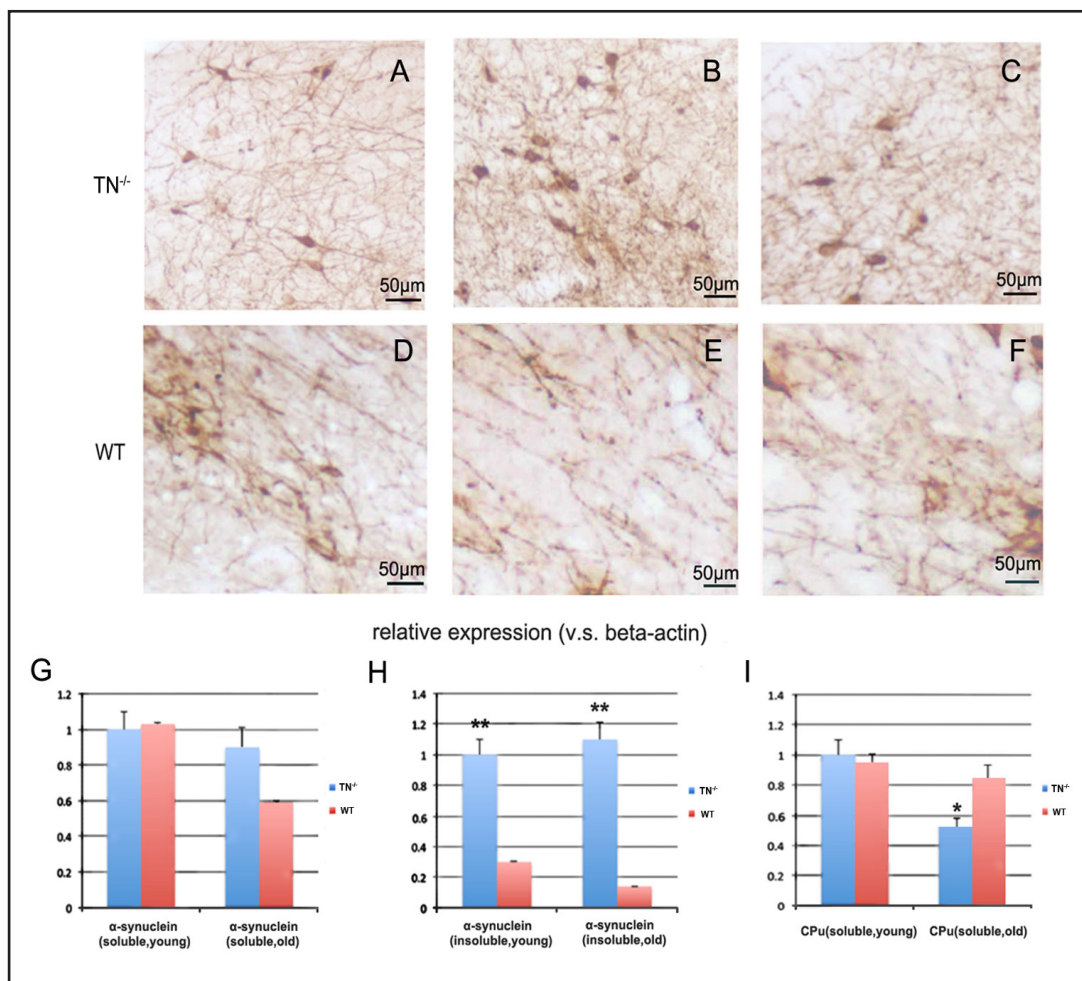 A
B
C
TN-/-
50µm
50µm
50µm
D
E
F
WT
50µm
50µm
50µm
relative expression (v.s. beta-actin)
G
1.2
1
0.8
0.6
0.4
0.2
0
α-synuclein
(soluble,young)
α-synuclein
(soluble,old)
TN-/-
WT
H
1.4
1.2
1
0.8
0.6
0.4
0.2
0
**
**
α-synuclein
(insoluble,young)
α-synuclein
(insoluble,old)
TN-/-
WT
I
1.4
1.2
1
0.8
0.6
0.4
0.2
0
*
CPu(soluble,young)
CPu(soluble,old)
TN-/-
WT